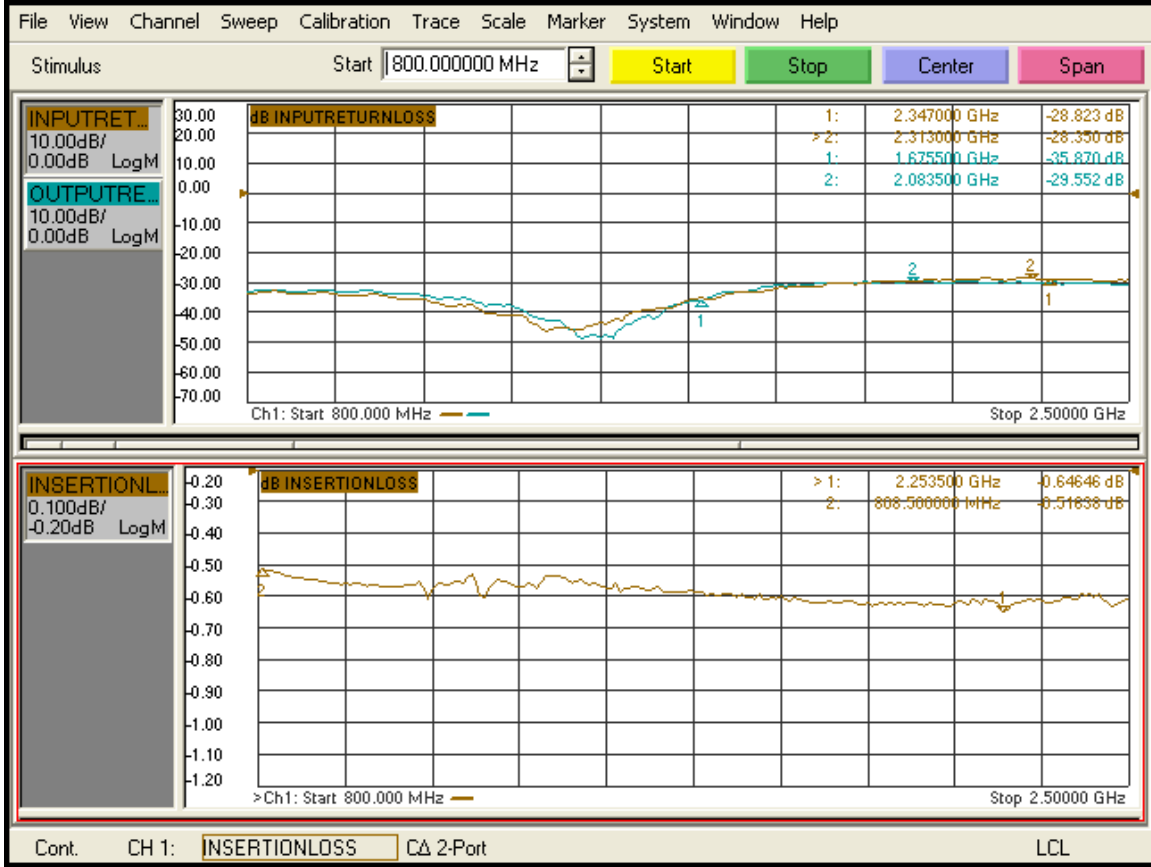 File View Channel Sweep Calibration Trace Scale Marker System Window Help
Stimulus Start 800.000000 MHz Start Stop Center Span
INPUTRET...
10.00dB/
0.00dB LogM
OUTPUTRE...
10.00dB/
0.00dB LogM
30.00
20.00
10.00
0.00
-10.00
-20.00
-30.00
-40.00
-50.00
-60.00
-70.00
dB INPUTRETURNLOSS
1: 2.347000 GHz -28.823 dB
> 2: 2.313000 GHz -28.350 dB
1: 1.675500 GHz -35.870 dB
2: 2.083500 GHz -29.552 dB
2
2
1
1
Ch1: Start 800.000 MHz Stop 2.50000 GHz
INSERTIONL...
0.100dB/
-0.20dB LogM
-0.20
-0.30
-0.40
-0.50
-0.60
-0.70
-0.80
-0.90
-1.00
-1.10
-1.20
dB INSERTIONLOSS
> 1: 2.253500 GHz -0.64646 dB
2: 808.500000 MHz -0.51838 dB
2
1
>Ch1: Start 800.000 MHz Stop 2.50000 GHz
Cont. CH 1: INSERTIONLOSS CΔ 2-Port LCL